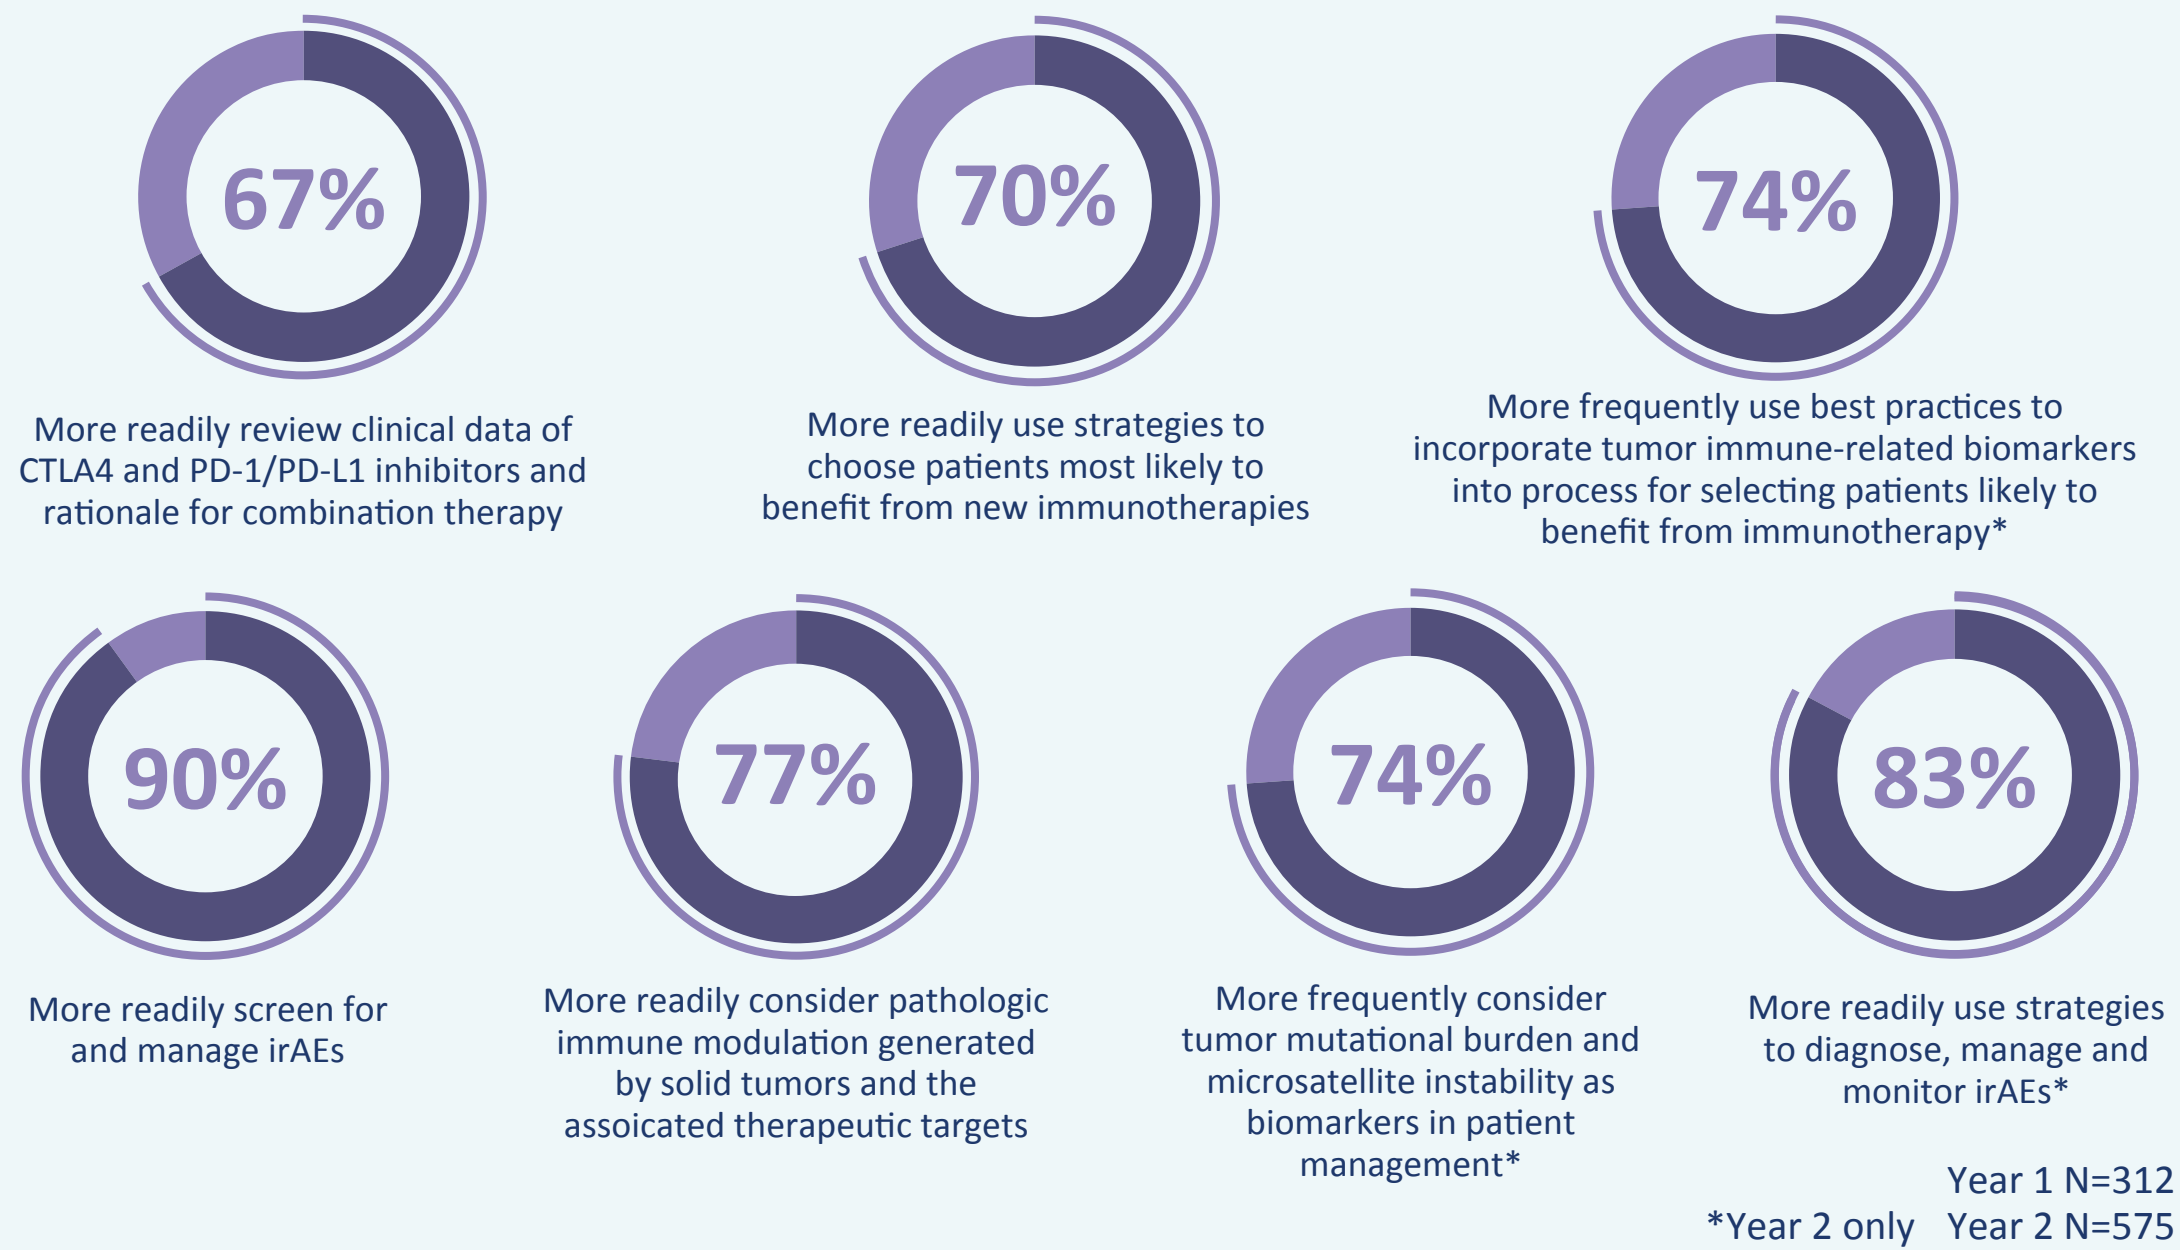 67%
More readily review clinical data of
CTLA4 and PD-1/PD-L1 inhibitors and
rationale for combination therapy
70%
More readily use strategies to
choose patients most likely to
benefit from new immunotherapies
74%
More frequently use best practices to
incorporate tumor immune-related biomarkers
into process for selecting patients likely to
benefit from immunotherapy*
90%
More readily screen for
and manage irAEs
77%
More readily consider pathologic
immune modulation generated
by solid tumors and the
assoicated therapeutic targets
74%
More frequently consider
tumor mutational burden and
microsatellite instability as
biomarkers in patient
management*
83%
More readily use strategies
to diagnose, manage and
monitor irAEs*
Year 1 N=312
*Year 2 only Year 2 N=575